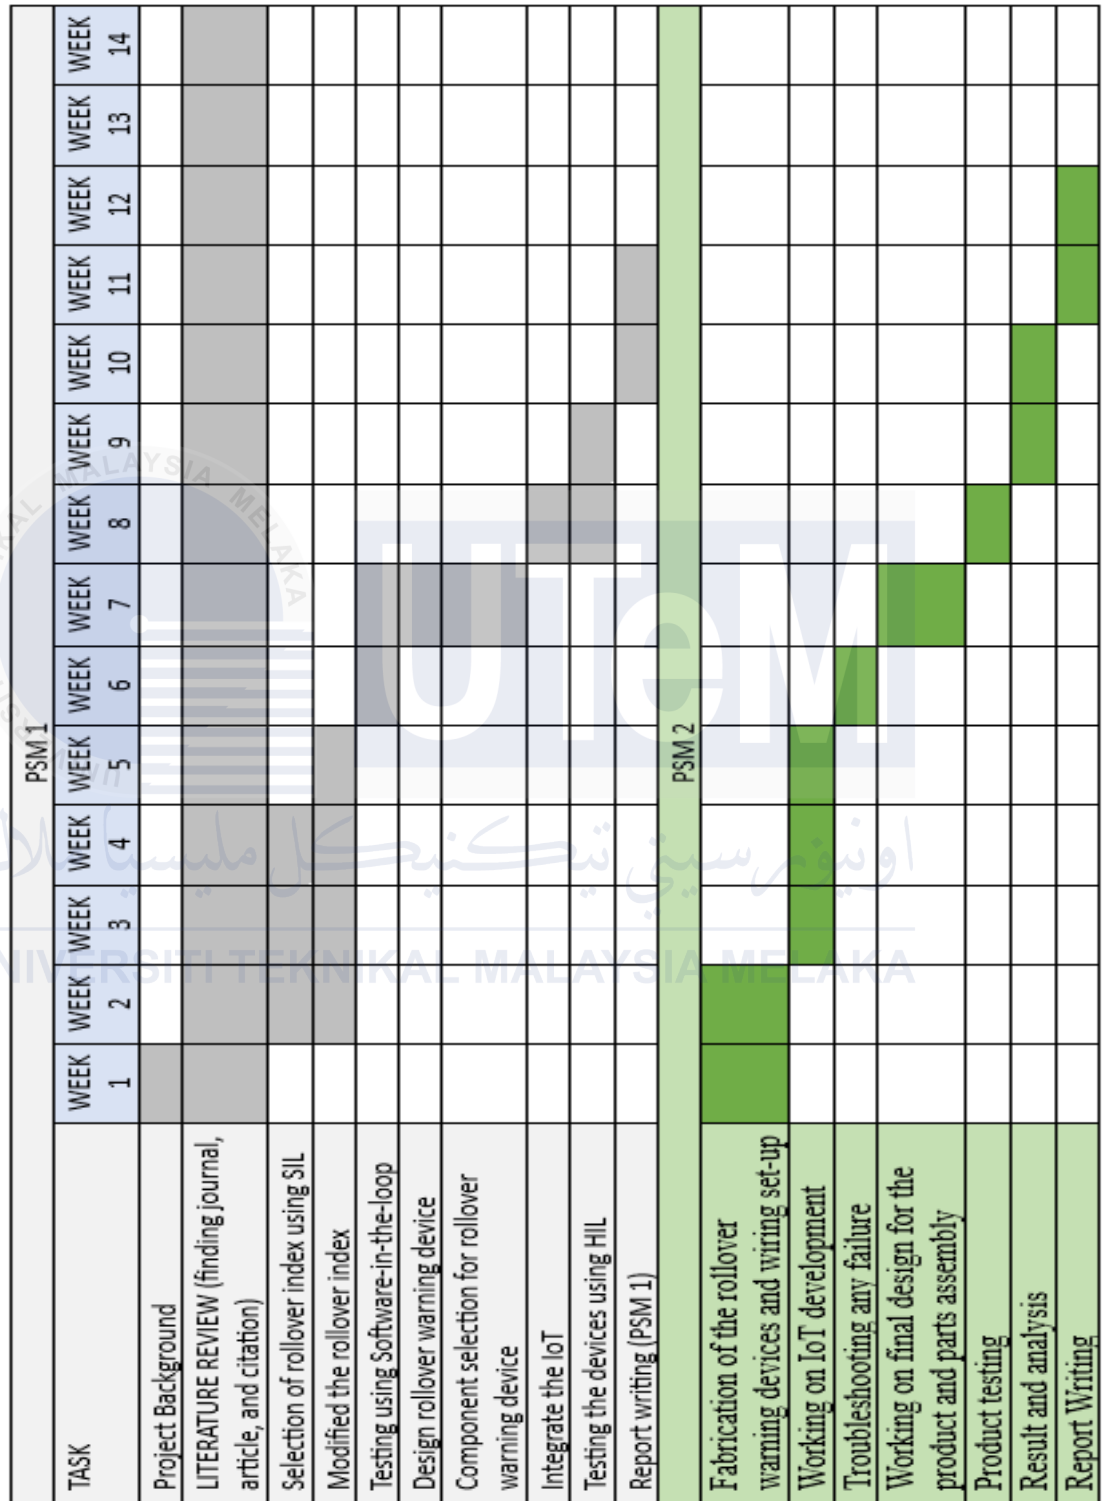 PSM 1
TASK WEEK 1 WEEK 2 WEEK 3 WEEK 4 WEEK 5 WEEK 6 WEEK 7 WEEK 8 WEEK 9 WEEK 10 WEEK 11 WEEK 12 WEEK 13 WEEK 14
Project Background
LITERATURE REVIEW (finding journal,
article, and citation)
Selection of rollover index using SIL
Modified the rollover index
Testing using Software-in-the-loop
Design rollover warning device
Component selection for rollover
warning device
Integrate the IoT
Testing the devices using HIL
Report writing (PSM 1)
PSM 2
Fabrication of the rollover
warning devices and wiring set-up
Working on IoT development
Troubleshooting any failure
Working on final design for the
product and parts assembly
Product testing
Result and analysis
Report Writing
UTeM
اونيۏرسيتي تيكنيكل مليسيا
TEKNIKAL MALAYSIA MELAKA
MALAYSIA MELAKA